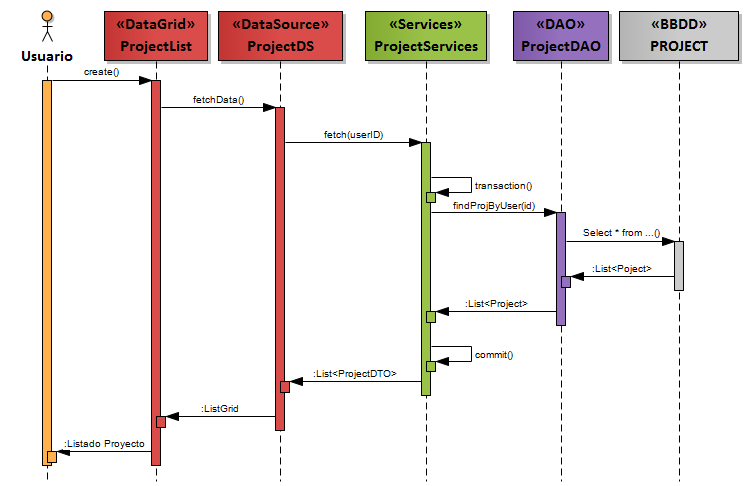 «DataGrid»
ProjectList
«DataSource»
ProjectDS
«Services»
ProjectServices
«DAO»
ProjectDAO
«BBDD»
PROJECT
Usuario
create()
fetchData()
fetch(userID)
transaction()
findProjByUser(id)
Select * from ...()
:List<Poject>
:List<Project>
commit()
:List<ProjectDTO>
:ListGrid
:Listado Proyecto